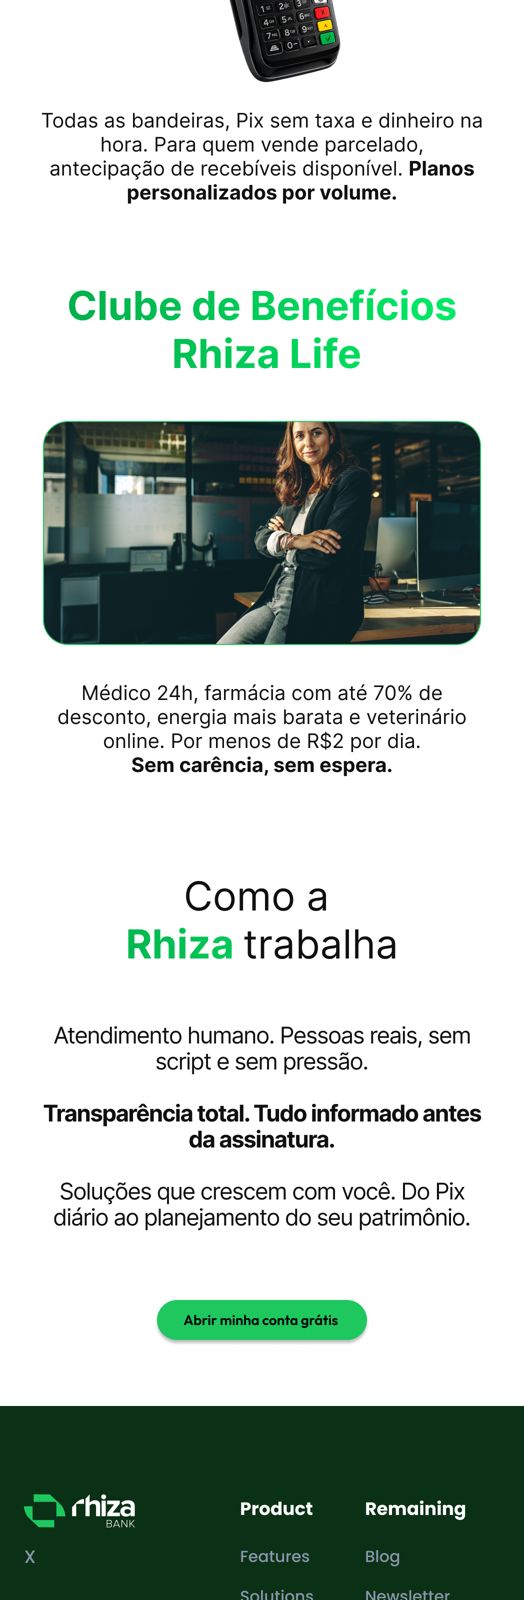 Todas as bandeiras, Pix sem taxa e dinheiro na
hora. Para quem vende parcelado,
antecipação de recebíveis disponível. Planos
personalizados por volume.
Clube de Benefícios
Rhiza Life
Médico 24h, farmácia com até 70% de
desconto, energia mais barata e veterinário
online. Por menos de R$2 por dia.
Sem carência, sem espera.
Como a
Rhiza trabalha
Atendimento humano. Pessoas reais, sem
script e sem pressão.
Transparência total. Tudo informado antes
da assinatura.
Soluções que crescem com você. Do Pix
diário ao planejamento do seu patrimônio.
Abrir minha conta grátis
rhiza
BANK
Product
Remaining
X
Features
Blog
Solutions
Newsletter